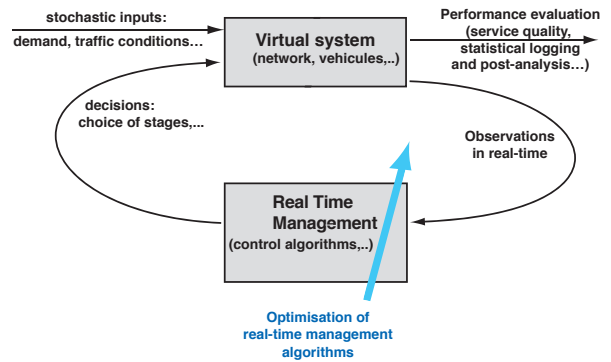 stochastic inputs:
demand, traffic conditions...
Virtual system
(network, vehicules,..)
Performance evaluation
(service quality,
statistical logging
and post-analysis...)
decisions:
choice of stages,...
Observations
in real-time
Real Time
Management
(control algorithms,..)
Optimisation of
real-time management
algorithms